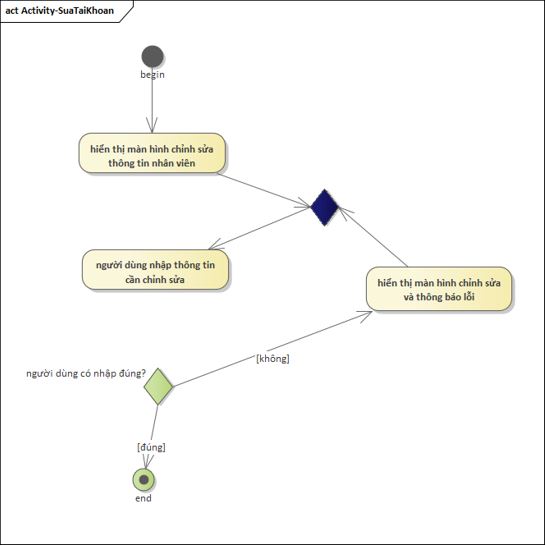 act Activity-SuaTaiKhoan
begin
hiển thị màn hình chỉnh sửa
thông tin nhân viên
người dùng nhập thông tin
cần chỉnh sửa
hiển thị màn hình chỉnh sửa
và thông báo lỗi
[không]
người dùng có nhập đúng?
[đúng]
end